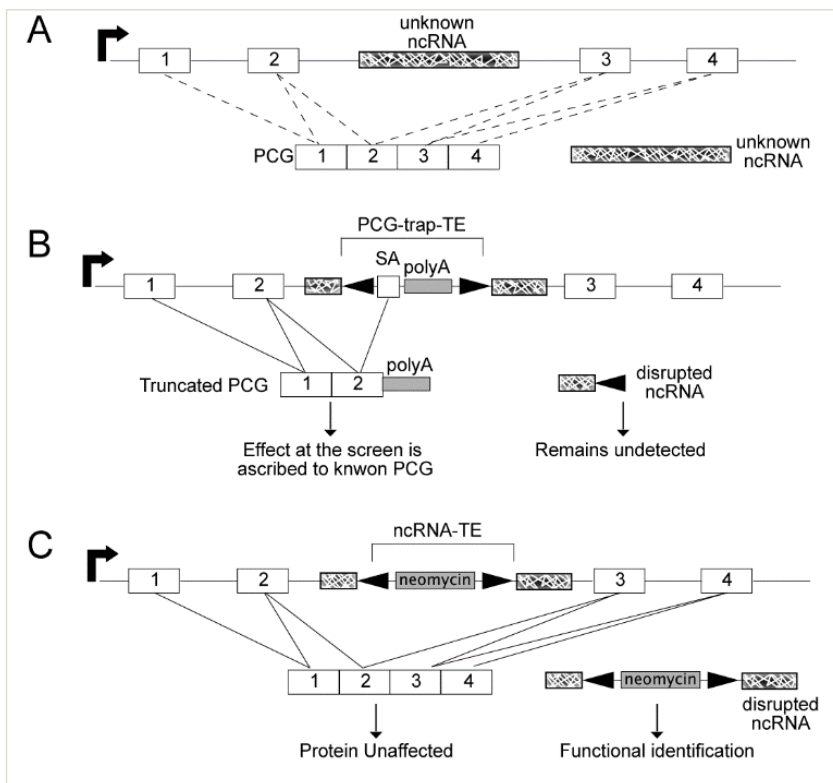 A
unknown
ncRNA
1 2 3 4
PCG 1 2 3 4
unknown
ncRNA
B
PCG-trap-TE
SA
polyA
1 2 3 4
polyA
Truncated PCG 1 2
disrupted
ncRNA
Effect at the screen is
ascribed to knwon PCG
Remains undetected
C
ncRNA-TE
1 2 neomycin 3 4
1 2 3 4
neomycin
disrupted
ncRNA
Protein Unaffected
Functional identification